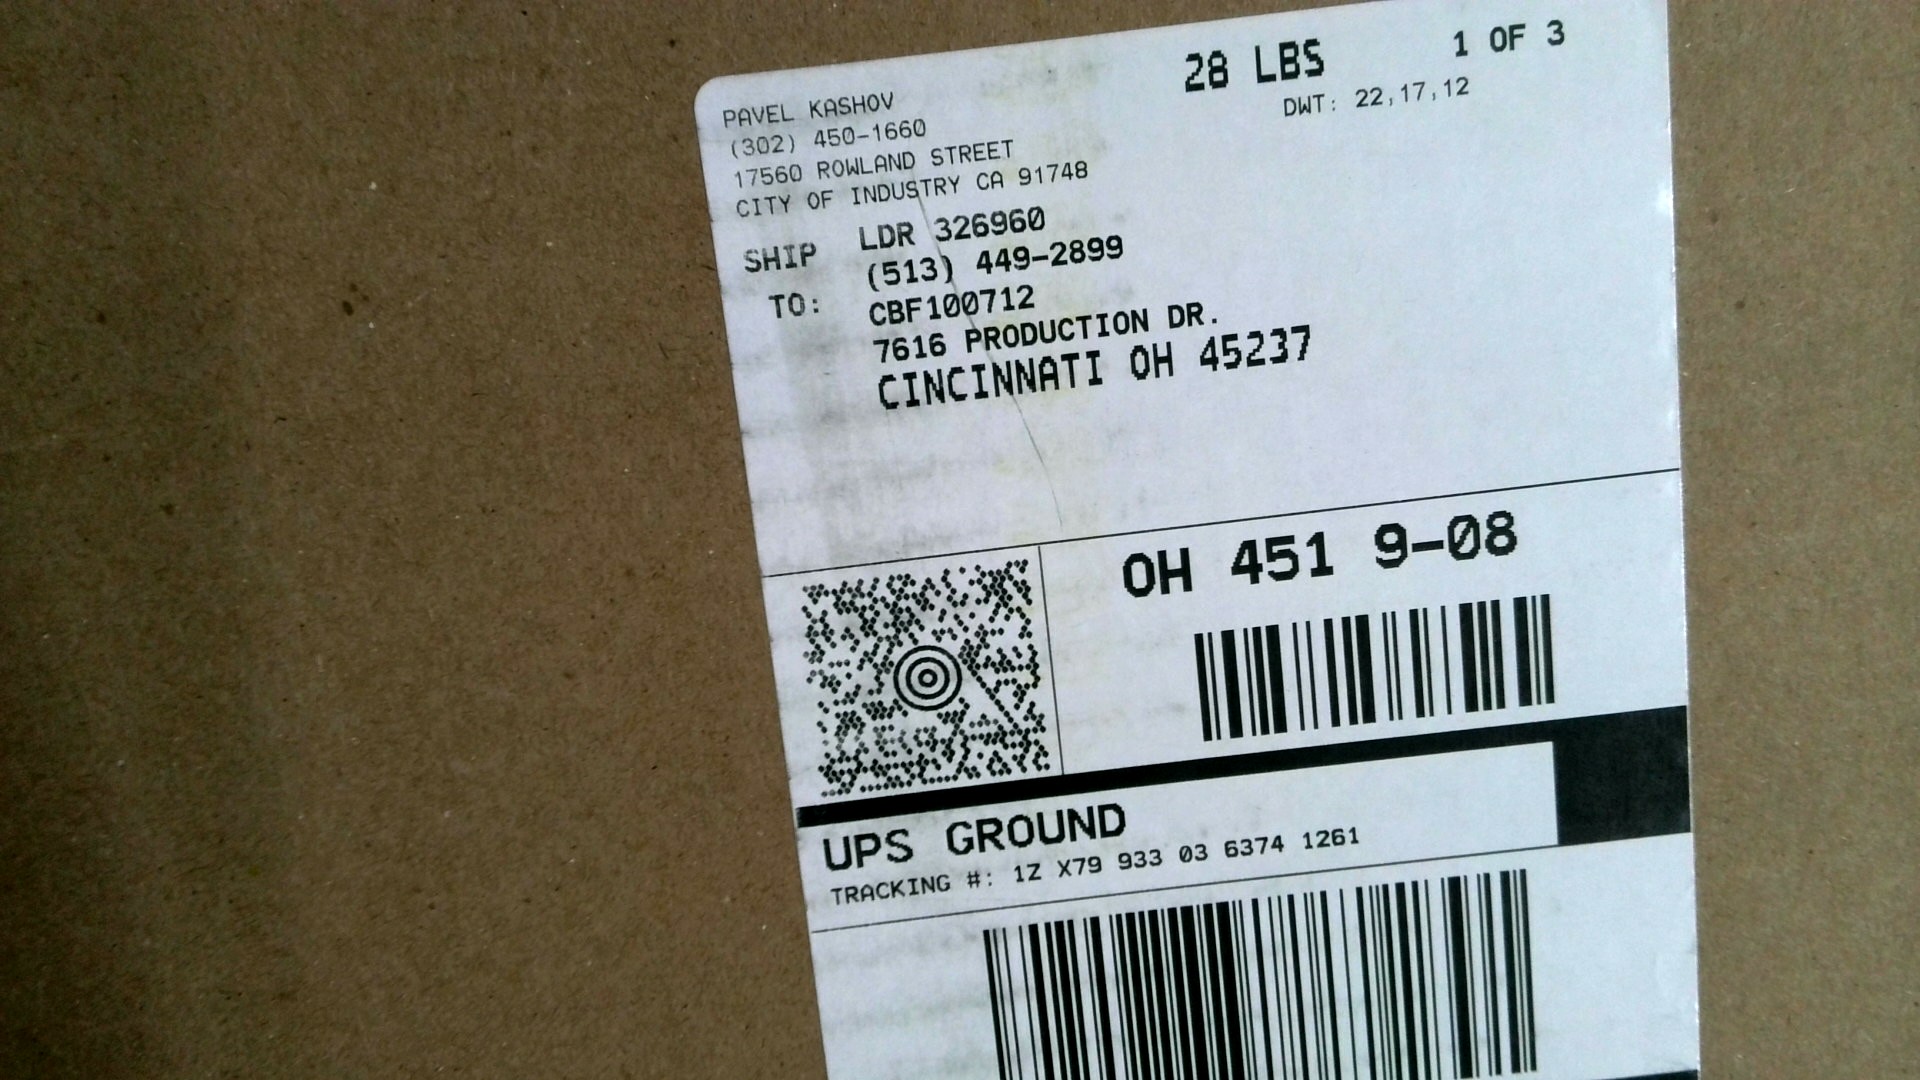 28 LBS 1 OF 3
DWT: 22,17,12
PAVEL KASHOV
(302) 450-1660
17560 ROWLAND STREET
CITY OF INDUSTRY CA 91748
SHIP TO:
LDR 326960
(513) 449-2899
CBF100712
7616 PRODUCTION DR.
CINCINNATI OH 45237
OH 451 9-08
UPS GROUND
TRACKING #: 1Z X79 933 03 6374 1261